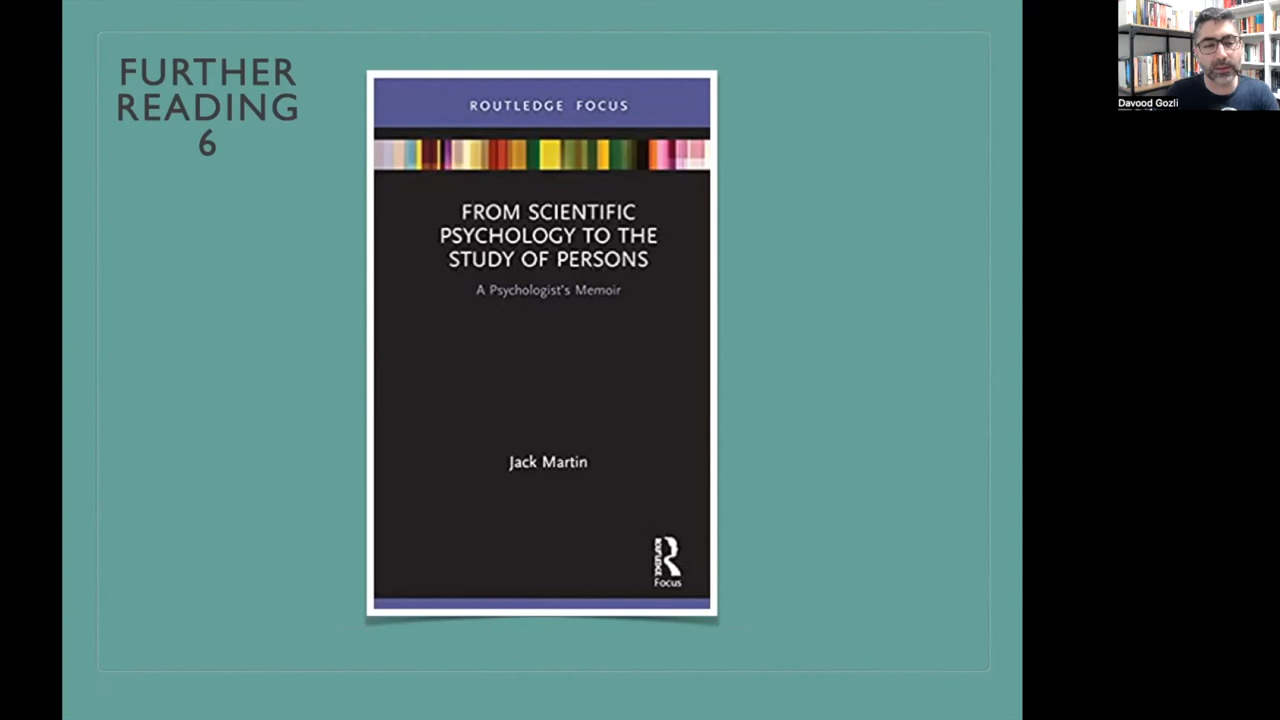 FURTHER
READING
6
ROUTLEDGE FOCUS
FROM SCIENTIFIC
PSYCHOLOGY TO THE
STUDY OF PERSONS
A Psychologist's Memoir
Jack Martin
ROUTLEDGE
Focus
Davood Gozli